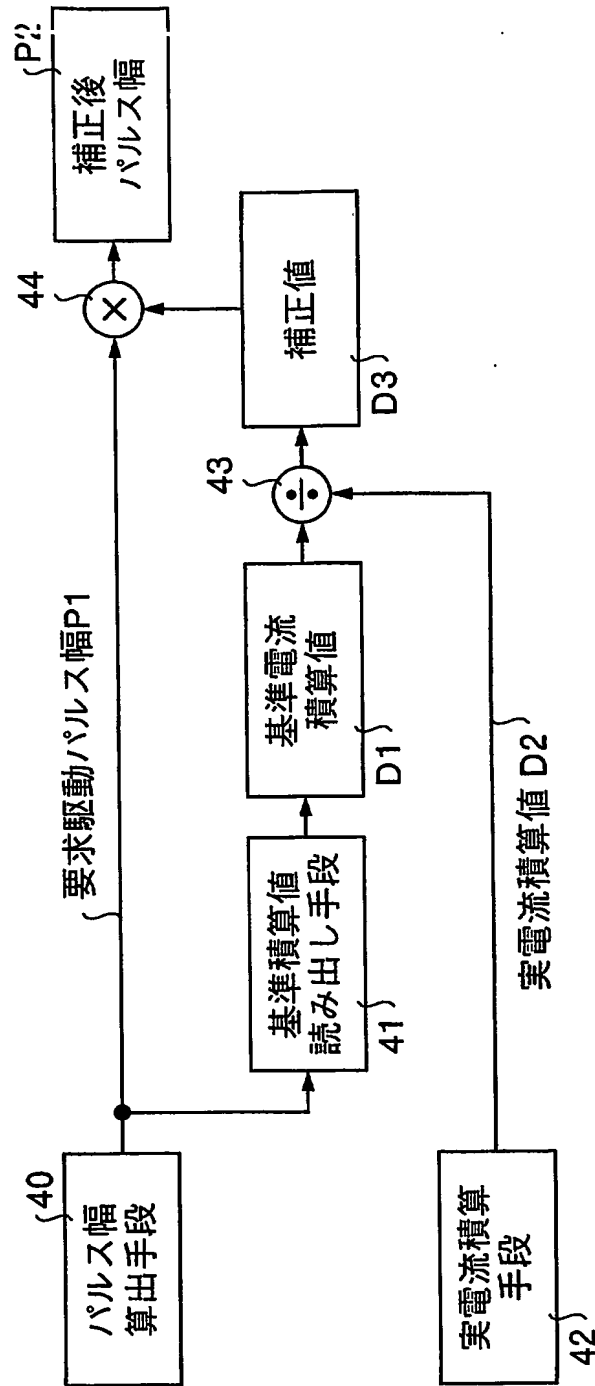 40
パルス幅
算出手段
要求駆動パルス幅P1
44
×
P2
補正後
パルス幅
基準積算値
読み出し手段
41
基準電流
積算値
D1
43
÷
補正値
D3
実電流積算
手段
42
実電流積算値 D2